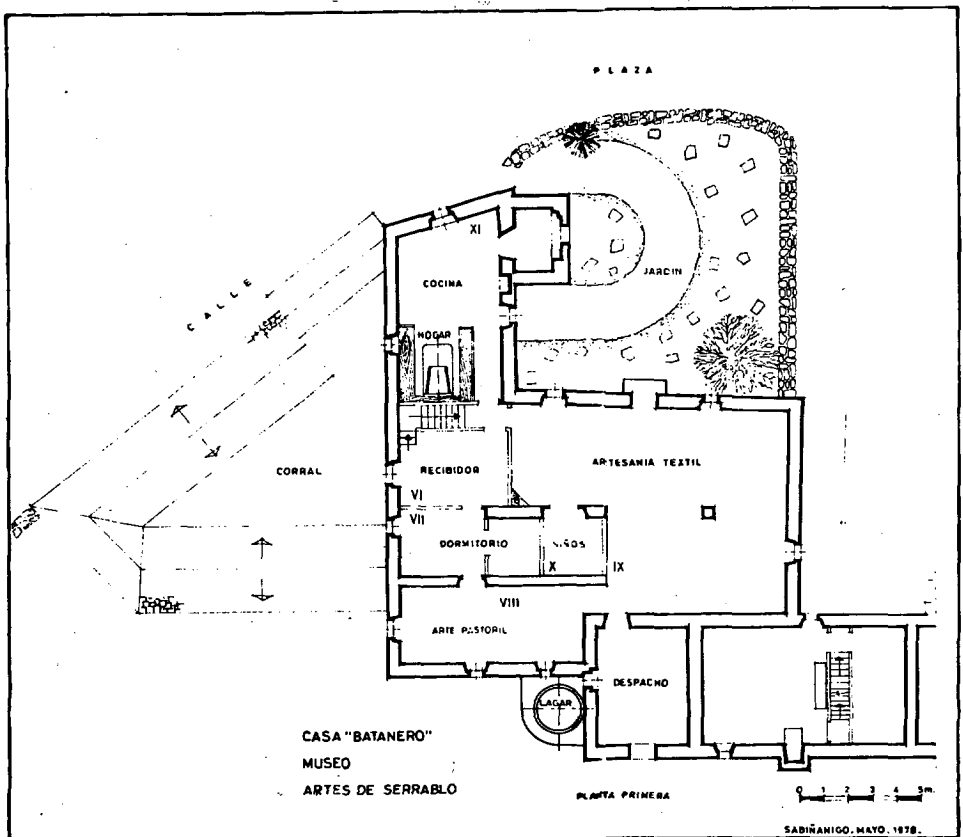 PLAZA
CALLE
XI
COCINA
JARDIN
HOGAR
CORRAL
RECIBIDOR
ARTESANIA TEXTIL
VI
VII
DORMITORIO
NIÑOS
X
IX
VIII
ARTE PASTORIL
DESPACHO
LAGAR
CASA "BATANERO"
MUSEO
ARTES DE SERRABLO
PLANTA PRIMERA
0 1 2 3 4 5m.
SABIÑANIGO. MAYO. 1978.